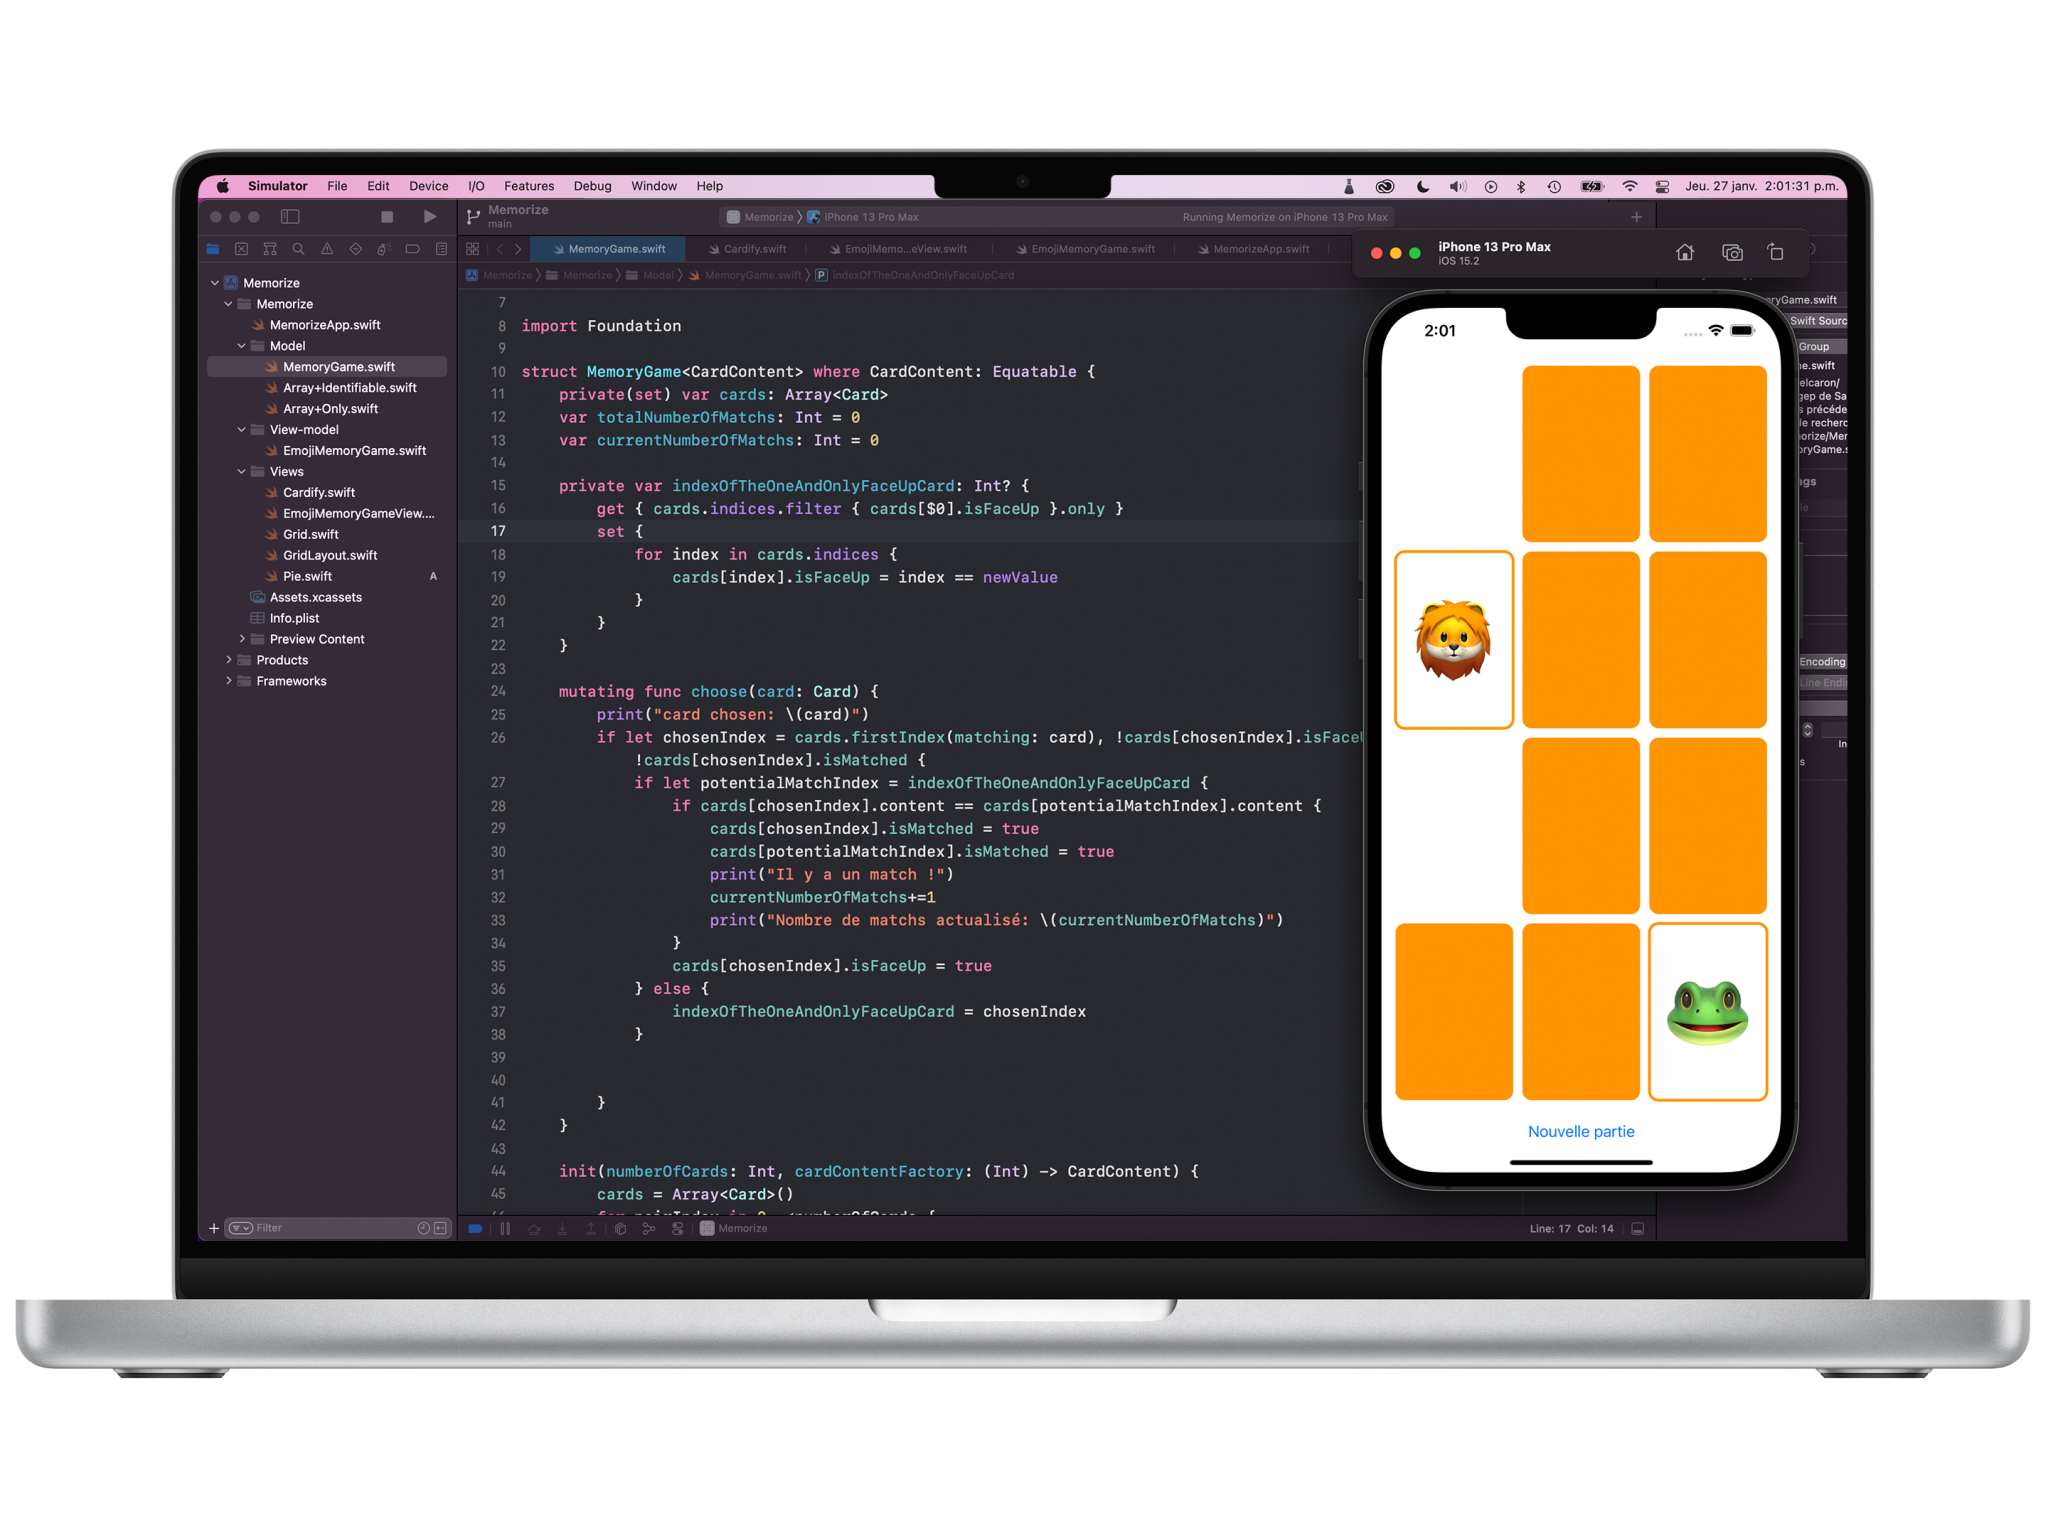 Simulator File Edit Device I/O Features Debug Window Help
Jeu. 27 janv. 2:01:31 p.m.
Memorize
main
Memorize iPhone 13 Pro Max
Running Memorize on iPhone 13 Pro Max
MemoryGame.swift
Cardify.swift
EmojiMemo...eView.swift
EmojiMemoryGame.swift
MemorizeApp.swift
Memorize Memorize Model MemoryGame.swift P indexOfTheOneAndOnlyFaceUpCard
Memorize
Memorize
MemorizeApp.swift
Model
MemoryGame.swift
Array+Identifiable.swift
Array+Only.swift
View-model
EmojiMemoryGame.swift
Views
Cardify.swift
EmojiMemoryGameView....
Grid.swift
GridLayout.swift
Pie.swift A
Assets.xcassets
Info.plist
Preview Content
Products
Frameworks
Filter
7
8 import Foundation
9
10 struct MemoryGame<CardContent> where CardContent: Equatable {
11 private(set) var cards: Array<Card>
12 var totalNumberOfMatchs: Int = 0
13 var currentNumberOfMatchs: Int = 0
14
15 private var indexOfTheOneAndOnlyFaceUpCard: Int? {
16 get { cards.indices.filter { cards[$0].isFaceUp }.only }
17 set {
18 for index in cards.indices {
19 cards[index].isFaceUp = index == newValue
20 }
21 }
22 }
23
24 mutating func choose(card: Card) {
25 print("card chosen: \(card)")
26 if let chosenIndex = cards.firstIndex(matching: card), !cards[chosenIndex].isFaceU
!cards[chosenIndex].isMatched {
27 if let potentialMatchIndex = indexOfTheOneAndOnlyFaceUpCard {
28 if cards[chosenIndex].content == cards[potentialMatchIndex].content {
29 cards[chosenIndex].isMatched = true
30 cards[potentialMatchIndex].isMatched = true
31 print("Il y a un match !")
32 currentNumberOfMatchs+=1
33 print("Nombre de matchs actualisé: \(currentNumberOfMatchs)")
34 }
35 cards[chosenIndex].isFaceUp = true
36 } else {
37 indexOfTheOneAndOnlyFaceUpCard = chosenIndex
38 }
39
40
41 }
42 }
43
44 init(numberOfCards: Int, cardContentFactory: (Int) -> CardContent) {
45 cards = Array<Card>()
Memorize
Line: 17 Col: 14
iPhone 13 Pro Max
iOS 15.2
2:01
Nouvelle partie
oryGame.swift
Swift Sourc
Group
ne.swift
elcaron/
gep de Sa
s précéde
le recherc
norize/Mer
oryGame.s
ags
Encoding
Line Endi
In
s